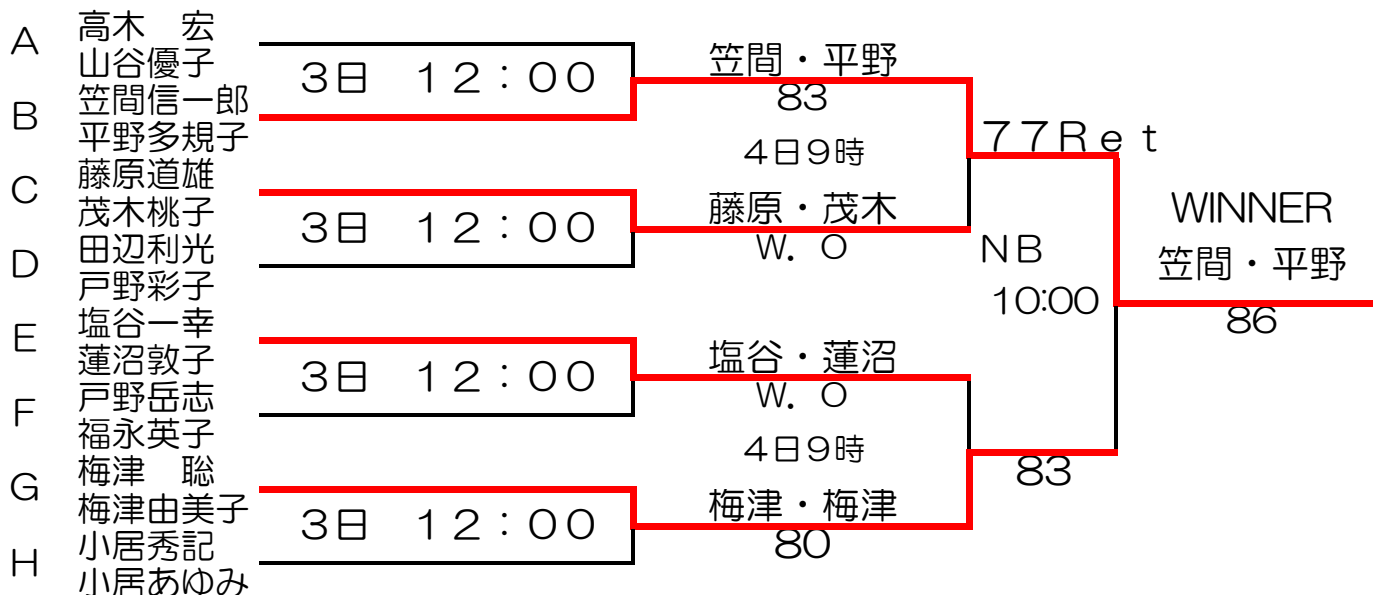 A
高木　宏
山谷優子
B
笠間信一郎
平野多規子
C
藤原道雄
茂木桃子
D
田辺利光
戸野彩子
E
塩谷一幸
蓮沼敦子
F
戸野岳志
福永英子
G
梅津　聡
梅津由美子
H
小居秀記
小居あゆみ
３日　１２：００
３日　１２：００
３日　１２：００
３日　１２：００
笠間・平野
83
4日9時
藤原・茂木
W．O
塩谷・蓮沼
W．O
4日9時
梅津・梅津
80
７７Ｒｅｔ
NB
10:00
83
WINNER
笠間・平野
86